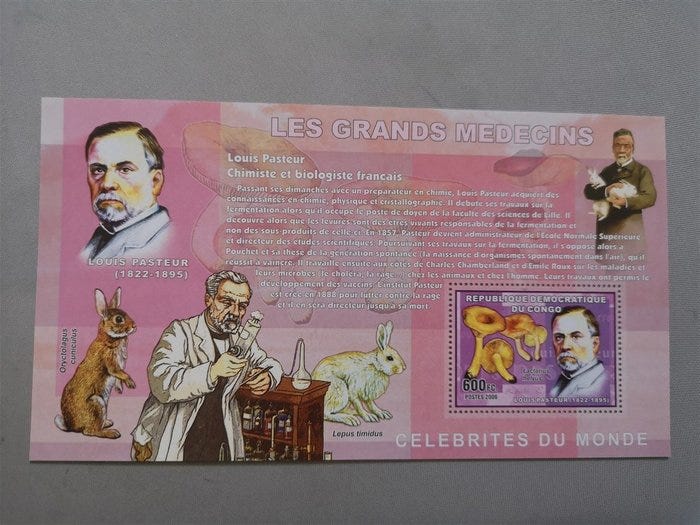 LES GRANDS MEDECINS
Louis Pasteur
Chimiste et biologiste francais
Passant ses dimanches avec un preparateur en chimie, Louis Pasteur acquiert des
connaissances en chimie, physique et cristallographie. Il debute ses travaux sur la
fermentation alors qu'il occupe le poste de doyen de la faculte des sciences de Lille. Il
decouvre alors que les levures sont des etres vivants responsables de la fermentation et
non des sous produits de celle ci. En 1857, Pasteur devient administrateur de l'Ecole Normale Superieure
et directeur des etudes scientifiques. Poursuivant ses travaux sur la fermentation, il s'oppose alors a
Pouchet et sa these de la generation spontanee (la naissance d'organismes spontanement dans l'air), qu'il
reussit a vaincre. Il travaille ensuite aux cotes de Charles Chamberland et d'Emile Roux sur les maladies et
leurs microbes (le cholera, la rage... chez les animaux et chez l'homme. Leurs travaux ont permis le
developpement des vaccins. L'institut Pasteur
est cree en 1888 pour lutter contre la rage
et il en sera directeur jusqu'a sa mort.
LOUIS PASTEUR
(1822-1895)
Oryctolagus
cuniculus
Lepus timidus
REPUBLIQUE DEMOCRATIQUE
DU CONGO
Lactarius
600 FC
POSTES 2006
LOUIS PASTEUR (1822-1895)
CELEBRITES DU MONDE